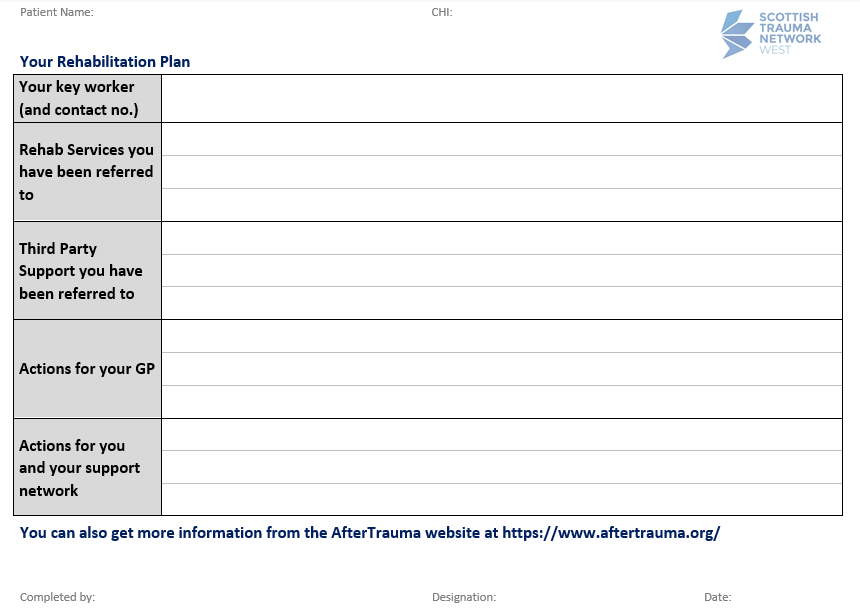 Patient Name: CHI:
SCOTTISH
TRAUMA
NETWORK
WEST
Your Rehabilitation Plan
Your key worker
(and contact no.)
Rehab Services you
have been referred
to
Third Party
Support you have
been referred to
Actions for your GP
Actions for you
and your support
network
You can also get more information from the AfterTrauma website at https://www.aftertrauma.org/
Completed by: Designation: Date: